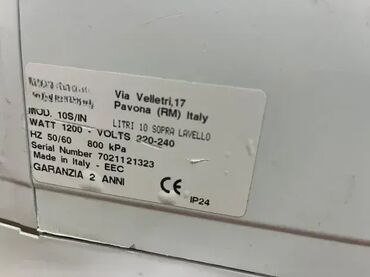 Via Velletri,17
Pavona (RM) Italy
MOD. 10S/IN
LITRI 10 SOPRA LAVELLO
WATT 1200 - VOLTS 220-240
HZ 50/60 800 kPa
Serial Number 7021121323
Made in Italy - EEC
GARANZIA 2 ANNI
CE
IP24